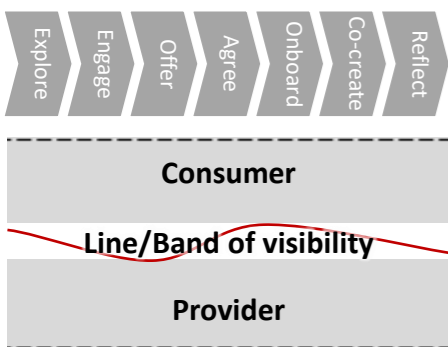 Explore
Engage
Offer
Agree
Onboard
Co-create
Reflect
Consumer
Line/Band of visibility
Provider